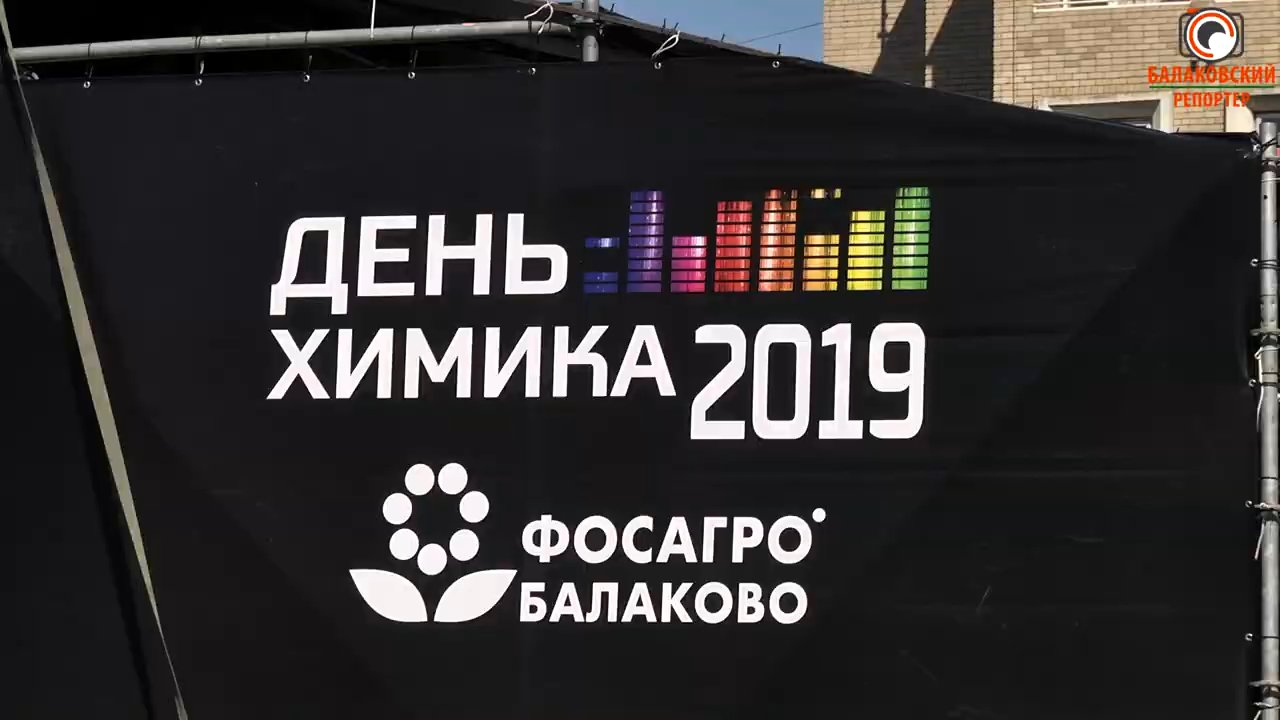 БАЛАКОВСКИЙ
РЕПОРТЕР
ДЕНЬ
ХИМИКА 2019
ФОСАГРО
БАЛАКОВО